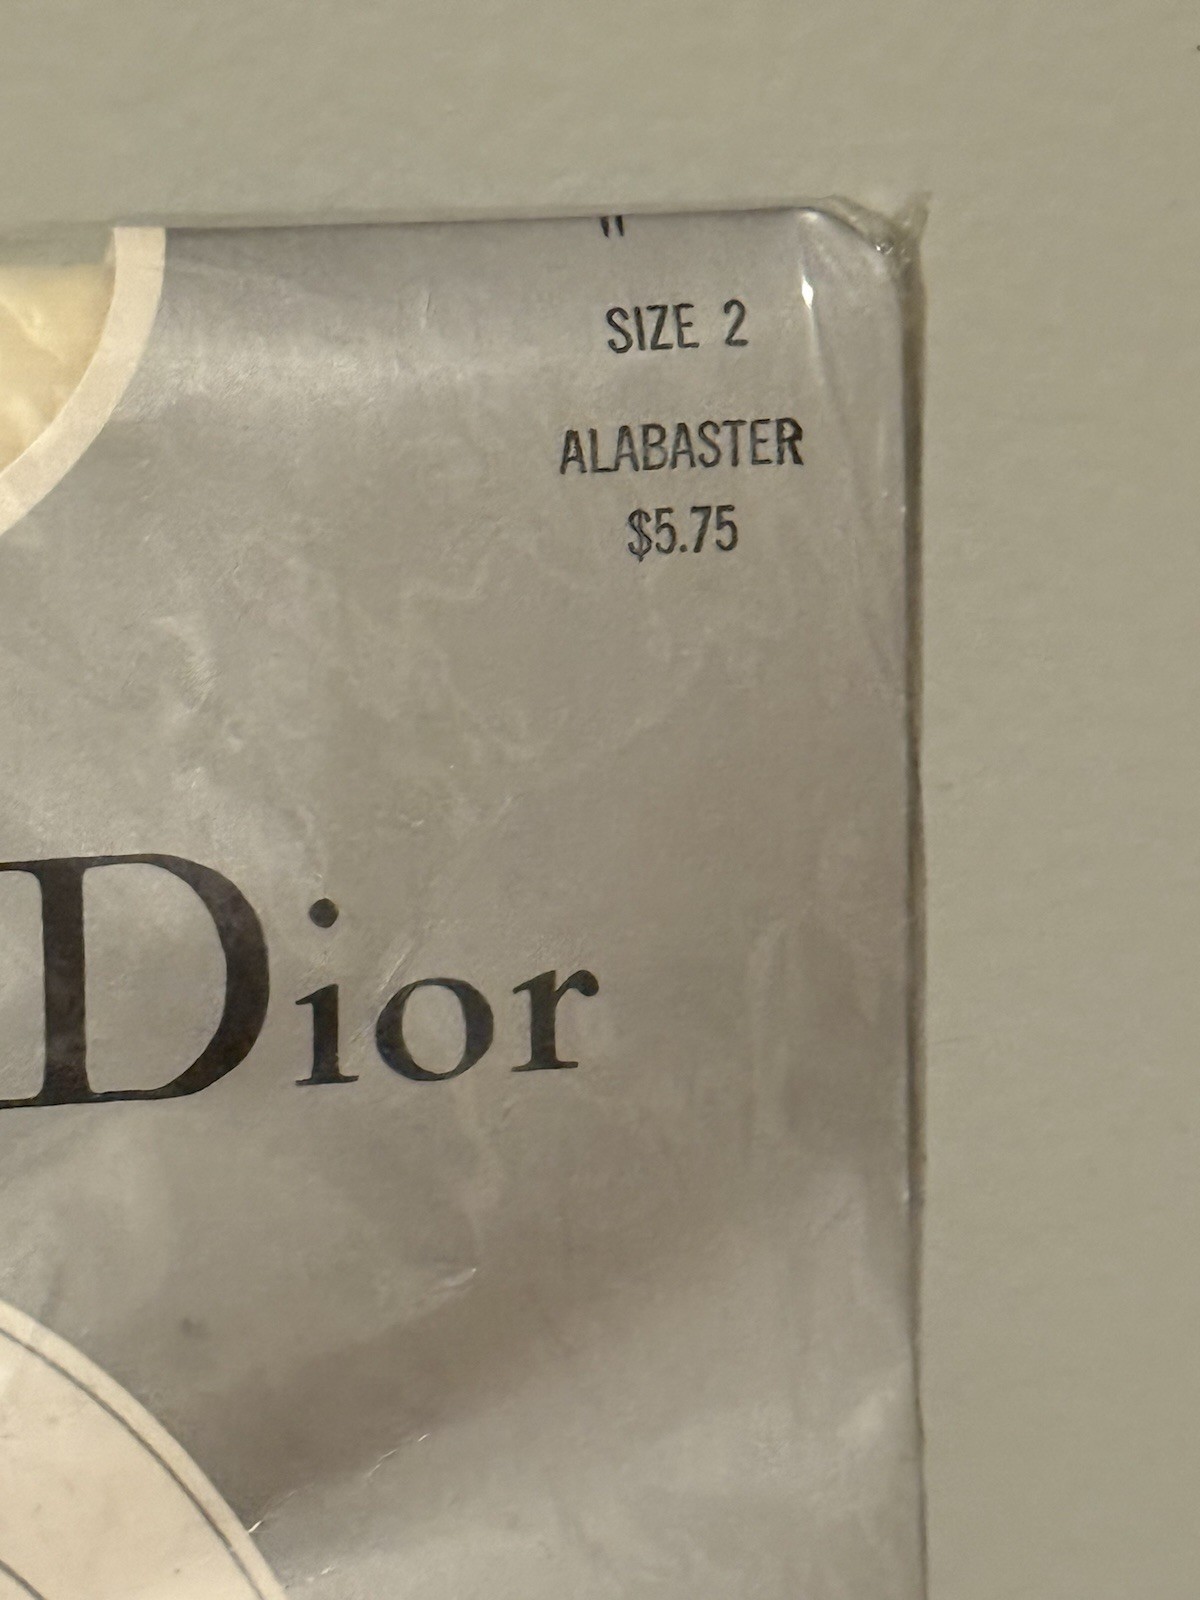 SIZE 2
ALABASTER
$5.75
Dior